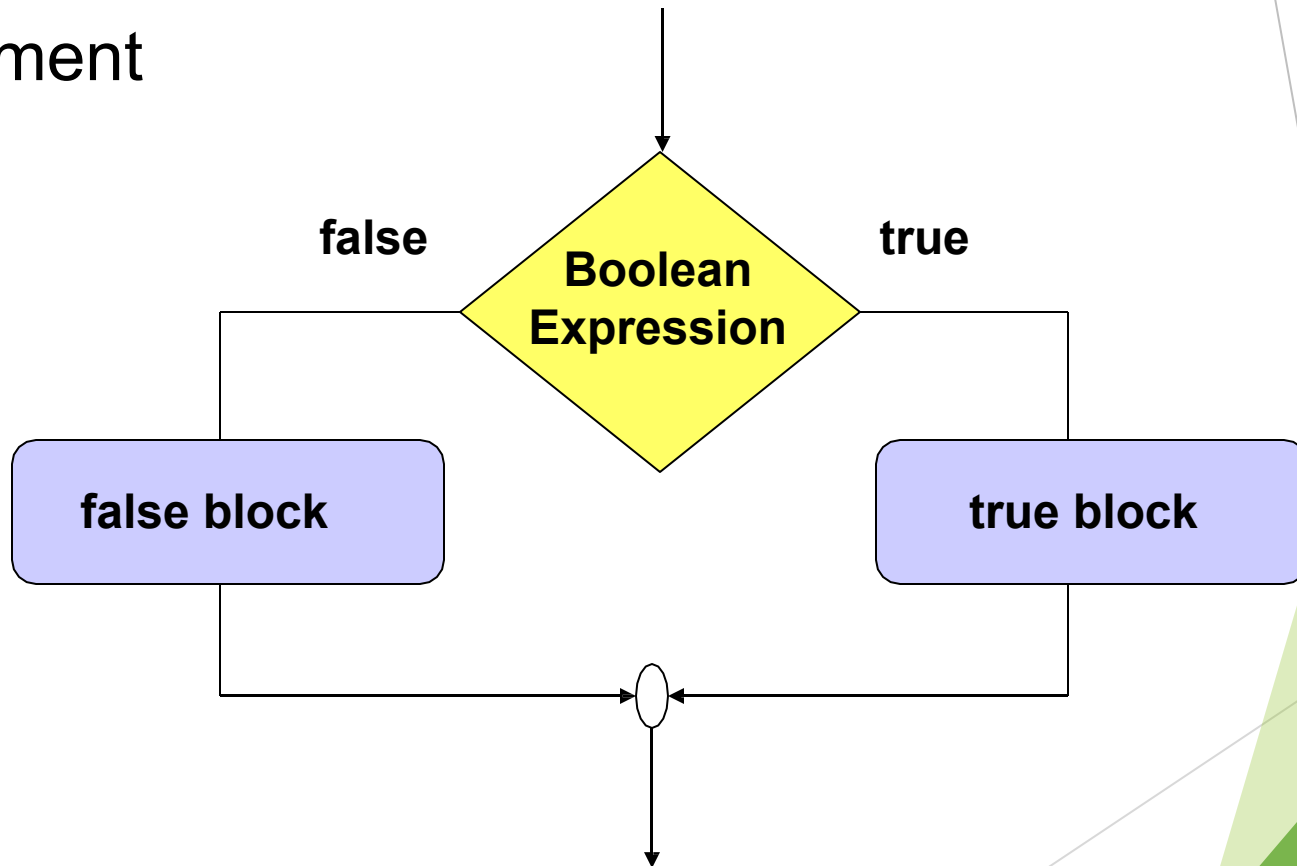 ment
false
true
Boolean
Expression
false block
true block